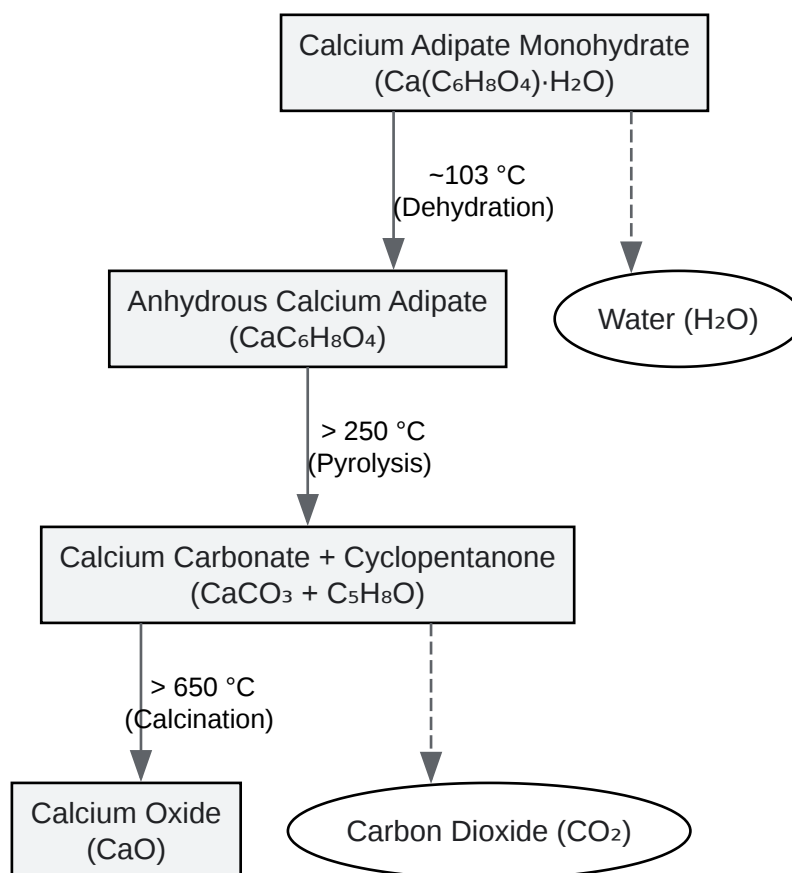 Calcium Adipate Monohydrate
(Ca(C₆H₈O₄)·H₂O)
~103 °C
(Dehydration)
Anhydrous Calcium Adipate
(CaC₆H₈O₄)
Water (H₂O)
> 250 °C
(Pyrolysis)
Calcium Carbonate + Cyclopentanone
(CaCO₃ + C₅H₈O)
> 650 °C
(Calcination)
Calcium Oxide
(CaO)
Carbon Dioxide (CO₂)